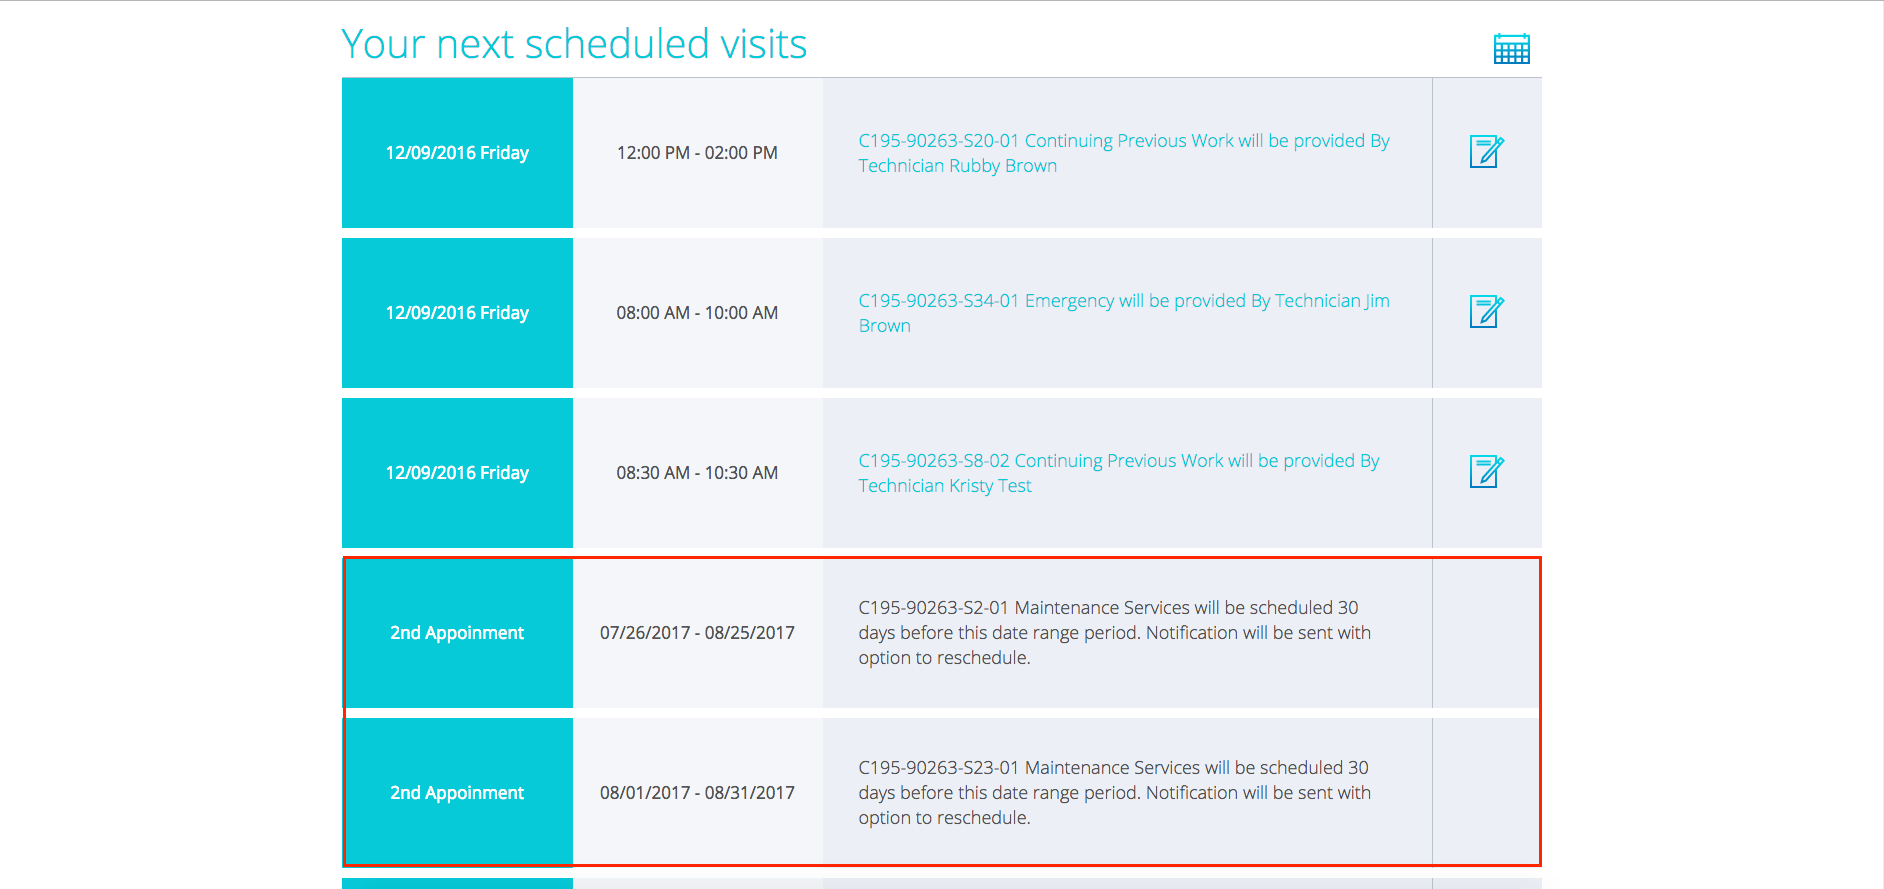 Your next scheduled visits
12/09/2016 Friday
12:00 PM - 02:00 PM
C195-90263-S20-01 Continuing Previous Work will be provided By
Technician Rubby Brown
12/09/2016 Friday
08:00 AM - 10:00 AM
C195-90263-S34-01 Emergency will be provided By Technician Jim
Brown
12/09/2016 Friday
08:30 AM - 10:30 AM
C195-90263-S8-02 Continuing Previous Work will be provided By
Technician Kristy Test
2nd Appoinment
07/26/2017 - 08/25/2017
C195-90263-S2-01 Maintenance Services will be scheduled 30
days before this date range period. Notification will be sent with
option to reschedule.
2nd Appoinment
08/01/2017 - 08/31/2017
C195-90263-S23-01 Maintenance Services will be scheduled 30
days before this date range period. Notification will be sent with
option to reschedule.